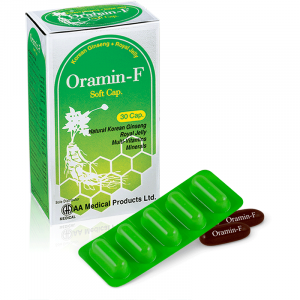 Korean Ginseng • Royal Jelly
Oramin-F
Soft Cap.
30 Cap.
Natural Korean Ginseng
Royal Jelly
Multi-Vitamins
Minerals
AA Medical Products Ltd.
MEDICAL
Oramin-F
Oramin-F